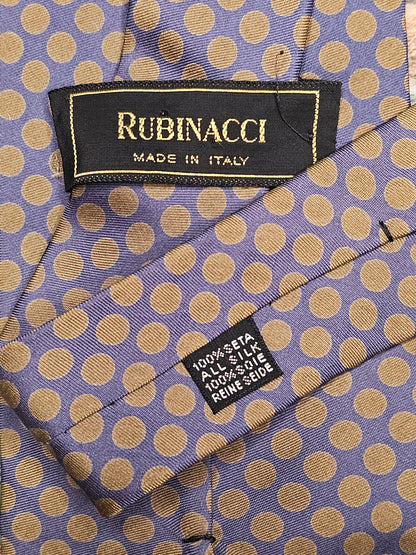 RUBINACCI
MADE IN ITALY
100% SETA
ALL SILK
100% SOIE
REINE SEIDE